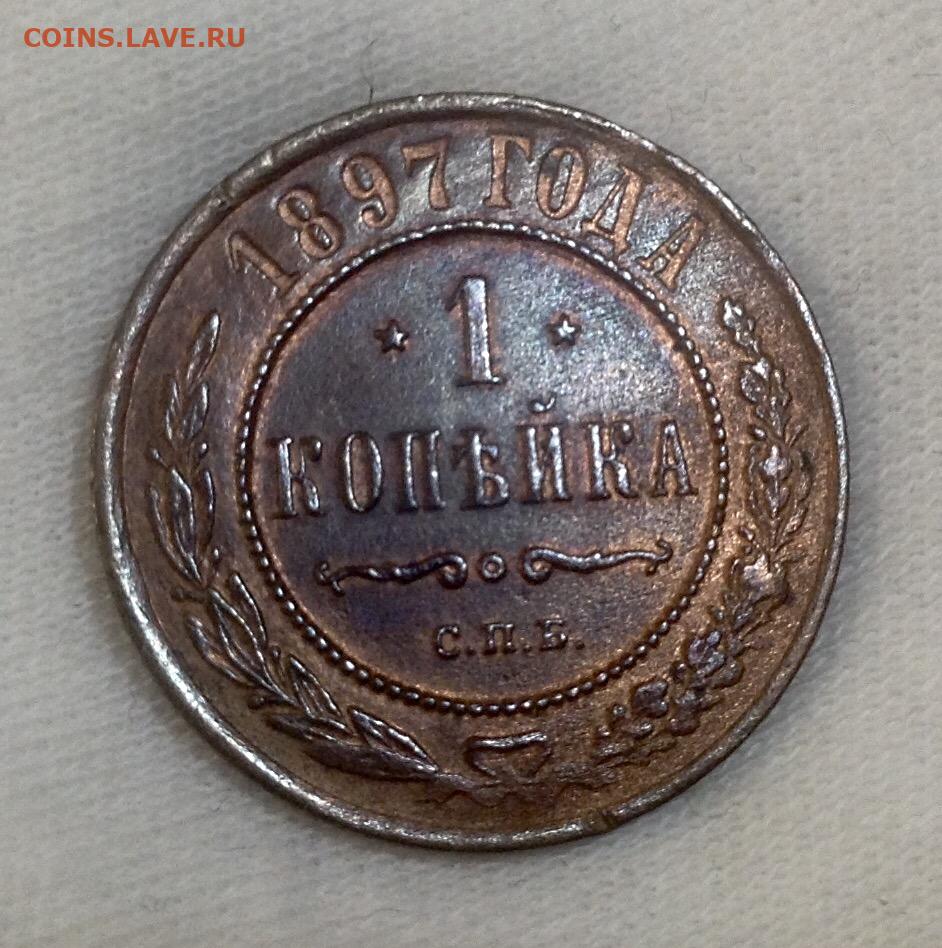 COINS.LAVE.RU
1897 ГОДА
1
КОПѢЙКА
С.П.Б.